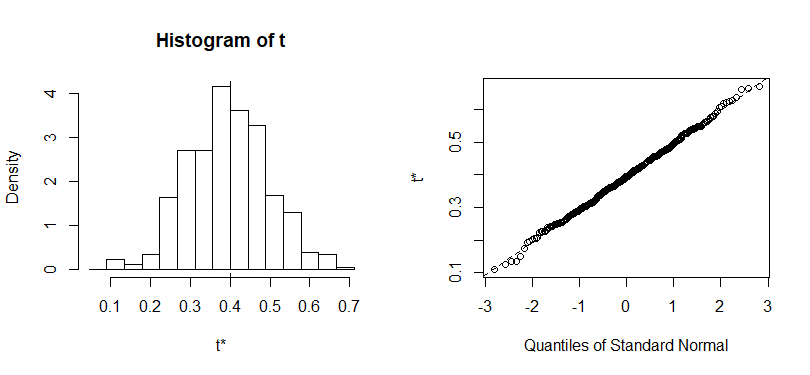 Histogram of t
Density
0 1 2 3 4
0.1 0.2 0.3 0.4 0.5 0.6 0.7
t*
t*
0.1 0.3 0.5
-3 -2 -1 0 1 2 3
Quantiles of Standard Normal